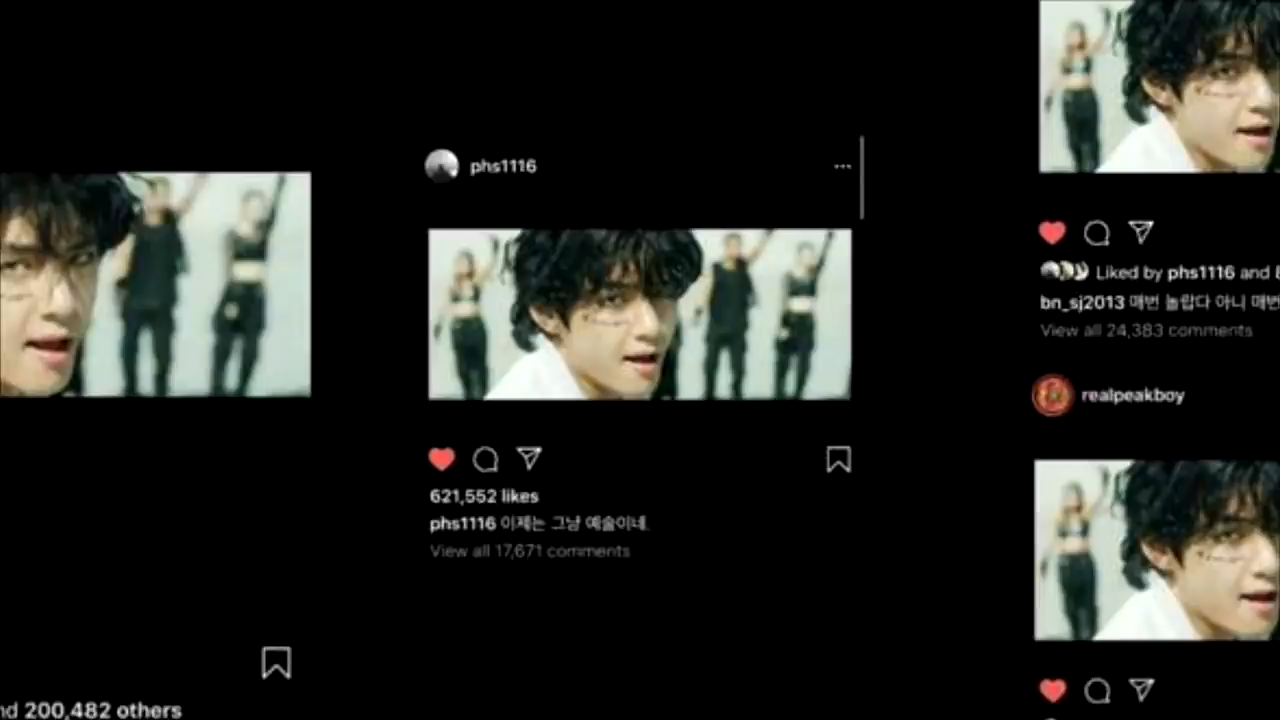 phs1116
621,552 likes
phs1116 이제는 그냥 예술이네.
View all 17,671 comments
nd 200,482 others
Liked by phs1116 and
bn_sj2013 매번 놀랍다 아니 매번
View all 24,383 comments
realpeakboy